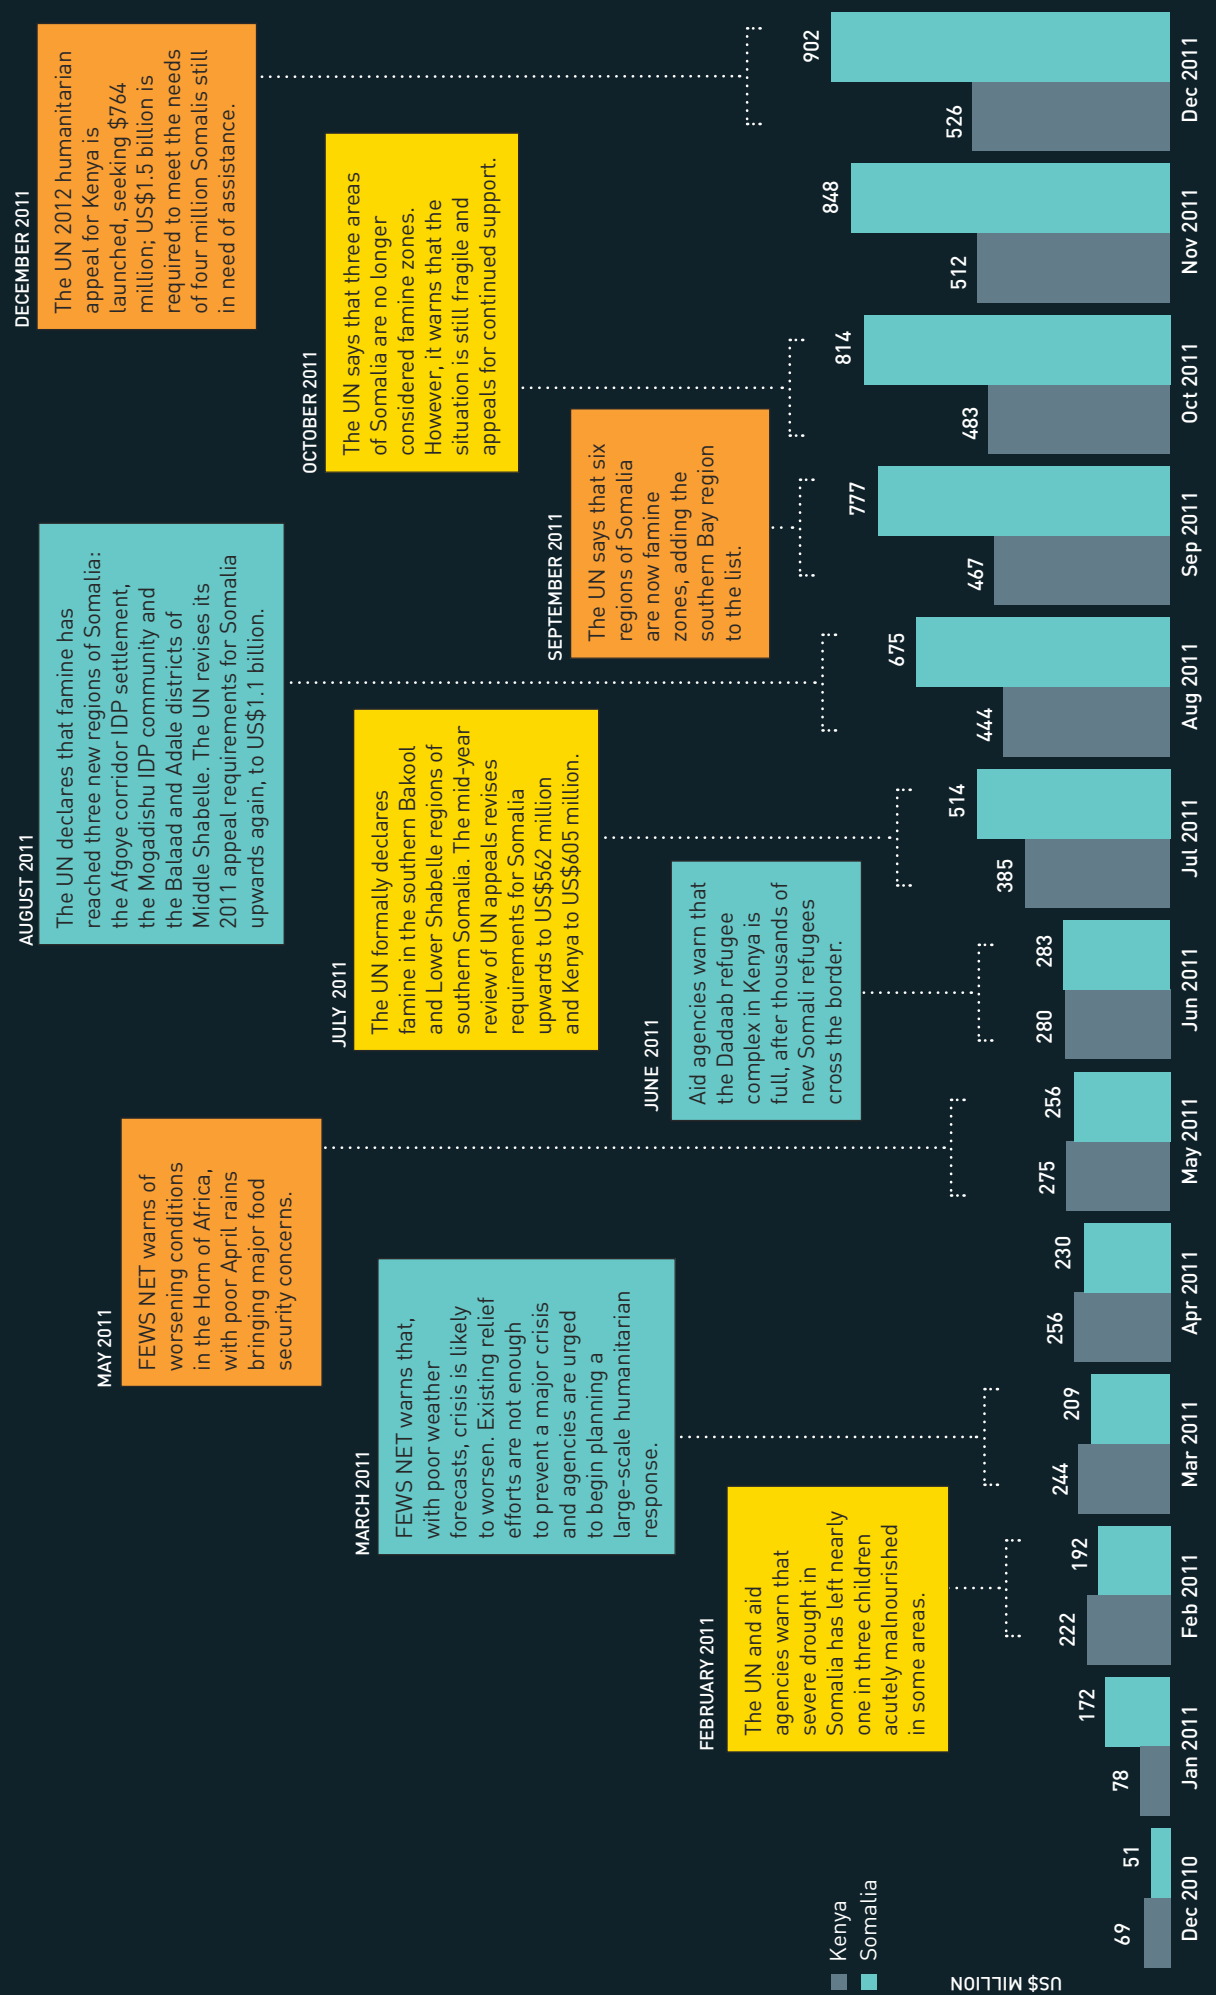 DECEMBER 2011
The UN 2012 humanitarian
appeal for Kenya is
launched, seeking $764
million; US$1.5 billion is
required to meet the needs
of four million Somalis still
in need of assistance.
OCTOBER 2011
The UN says that three areas
of Somalia are no longer
considered famine zones.
However, it warns that the
situation is still fragile and
appeals for continued support.
SEPTEMBER 2011
The UN says that six
regions of Somalia
are now famine
zones, adding the
southern Bay region
to the list.
AUGUST 2011
The UN declares that famine has
reached three new regions of Somalia:
the Afgoye corridor IDP settlement,
the Mogadishu IDP community and
the Balaad and Adale districts of
Middle Shabelle. The UN revises its
2011 appeal requirements for Somalia
upwards again, to US$1.1 billion.
JULY 2011
The UN formally declares
famine in the southern Bakool
and Lower Shabelle regions of
southern Somalia. The mid-year
review of UN appeals revises
requirements for Somalia
upwards to US$562 million
and Kenya to US$605 million.
JUNE 2011
Aid agencies warn that
the Dadaab refugee
complex in Kenya is
full, after thousands of
new Somali refugees
cross the border.
MAY 2011
FEWS NET warns of
worsening conditions
in the Horn of Africa,
with poor April rains
bringing major food
security concerns.
MARCH 2011
FEWS NET warns that,
with poor weather
forecasts, crisis is likely
to worsen. Existing relief
efforts are not enough
to prevent a major crisis
and agencies are urged
to begin planning a
large-scale humanitarian
response.
FEBRUARY 2011
The UN and aid
agencies warn that
severe drought in
Somalia has left nearly
one in three children
acutely malnourished
in some areas.
Kenya
Somalia
US$ MILLION
69
51
78
172
222
192
244
209
256
230
275
256
280
283
385
514
444
675
467
777
483
814
512
848
526
902
Dec 2010
Jan 2011
Feb 2011
Mar 2011
Apr 2011
May 2011
Jun 2011
Jul 2011
Aug 2011
Sep 2011
Oct 2011
Nov 2011
Dec 2011